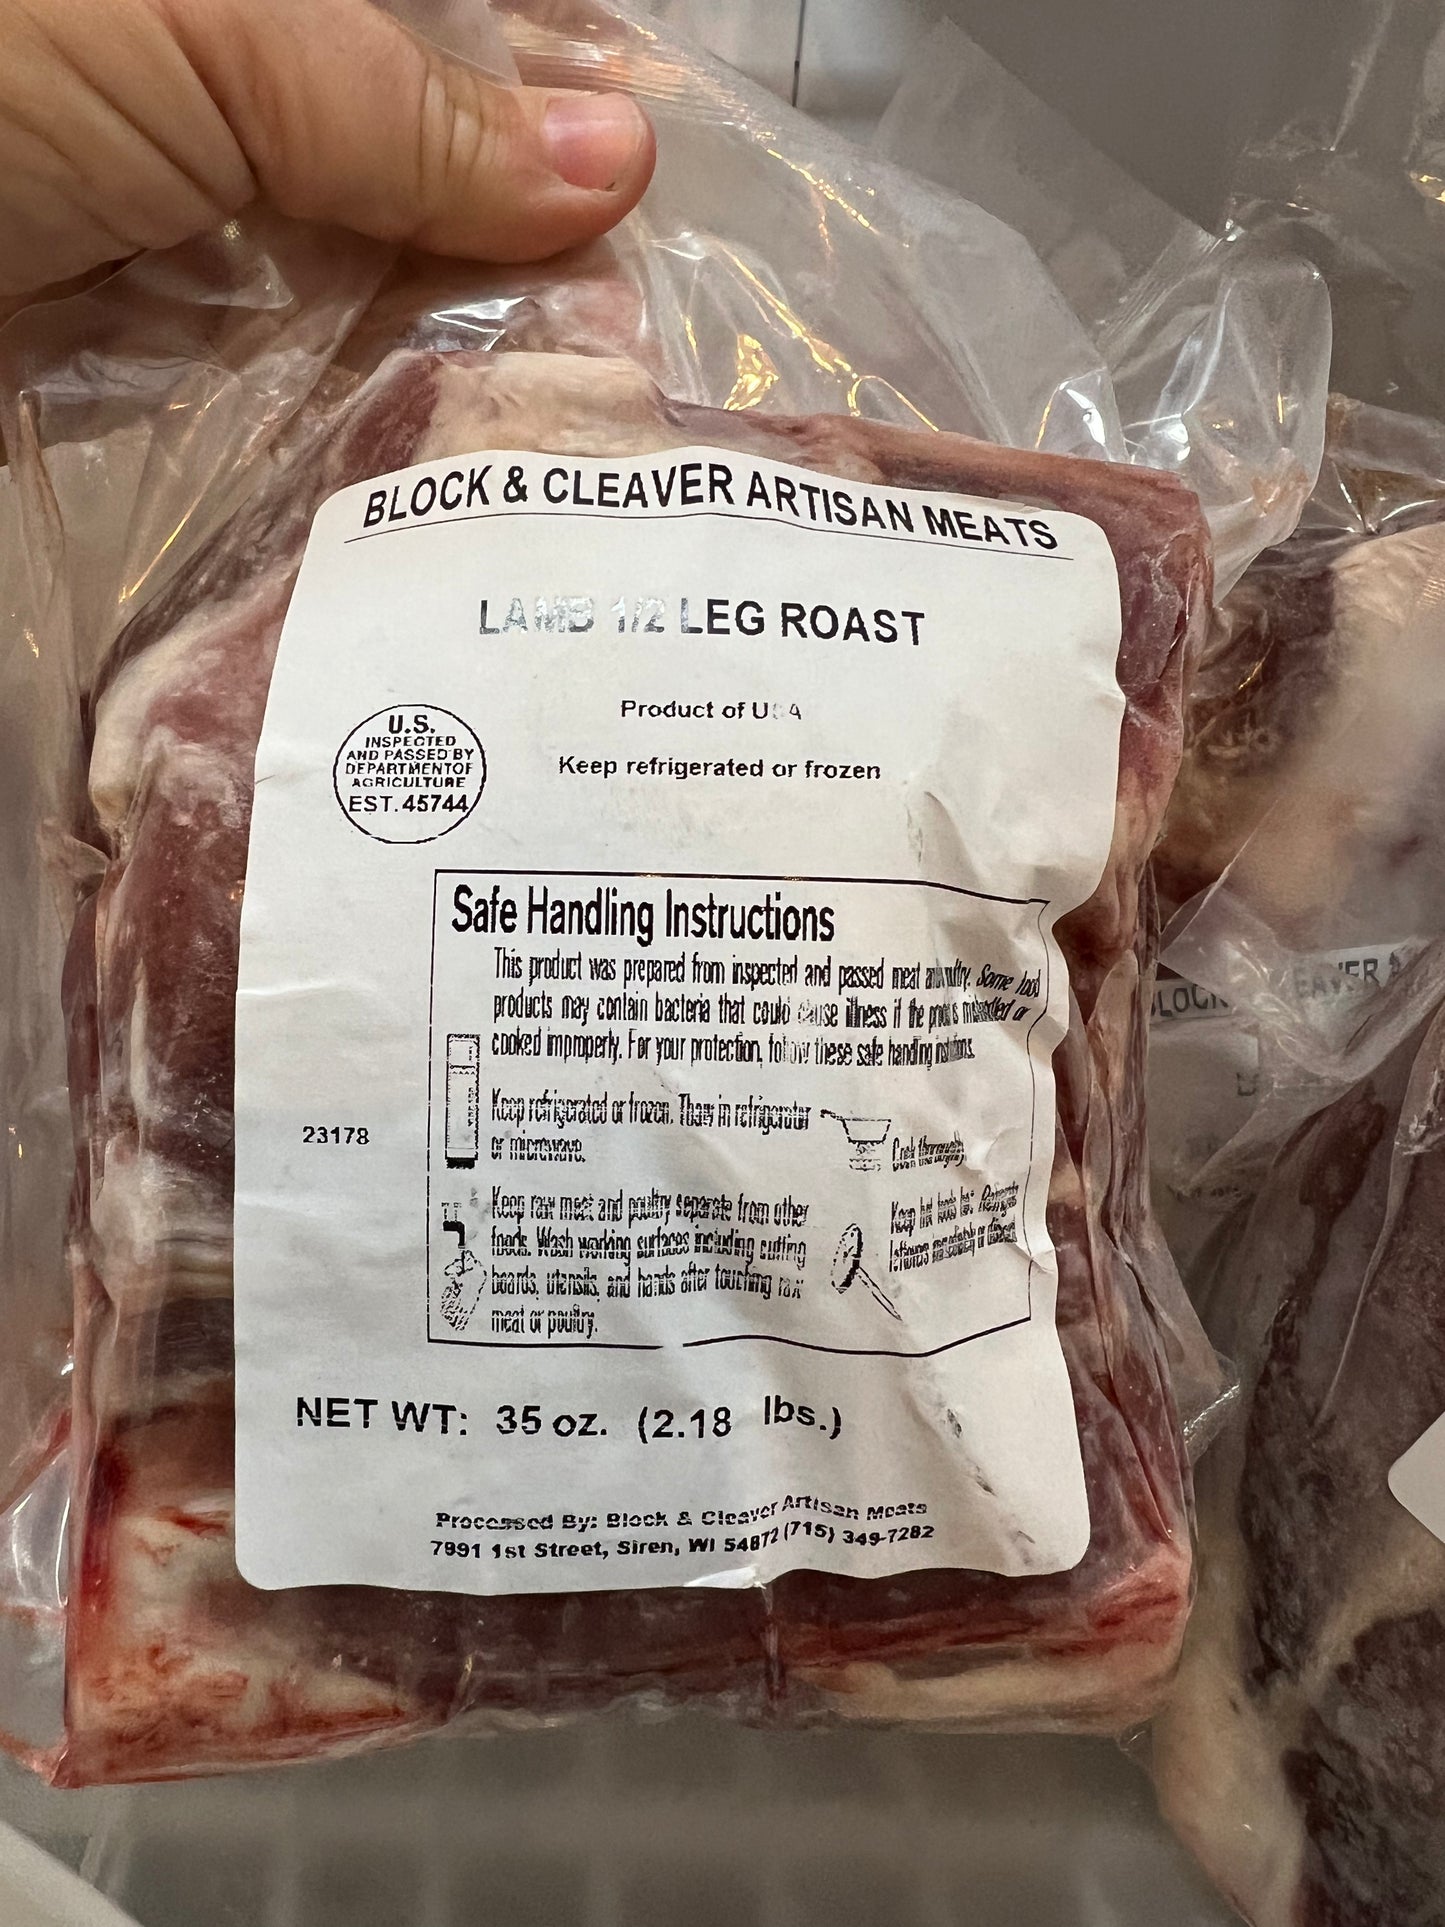 BLOCK & CLEAVER ARTISAN MEATS
LAMB 1/2 LEG ROAST
Product of USA
Keep refrigerated or frozen
U.S.
INSPECTED
AND PASSED BY
DEPARTMENT OF
AGRICULTURE
EST. 45744
Safe Handling Instructions
This product was prepared from inspected and passed meat Some food
products may contain bacteria that could cause illness if the product is mishandled or
cooked improperly. For your protection, follow these safe handling instructions.
Keep refrigerated or frozen. Thaw in refrigerator
or microwave.
Cook thoroughly
23178
Keep raw meat and poultry separate from other
foods. Wash working surfaces including cutting
boards, utensils, and hands after touching raw
meat or poultry.
Keep hot foods hot. Refrigerate
leftovers immediately or discard
NET WT: 35 oz. (2.18 lbs.)
Processed By: Block & Cleaver Artisan Meats
7991 1st Street, Siren, WI 54872 (715) 349-7282